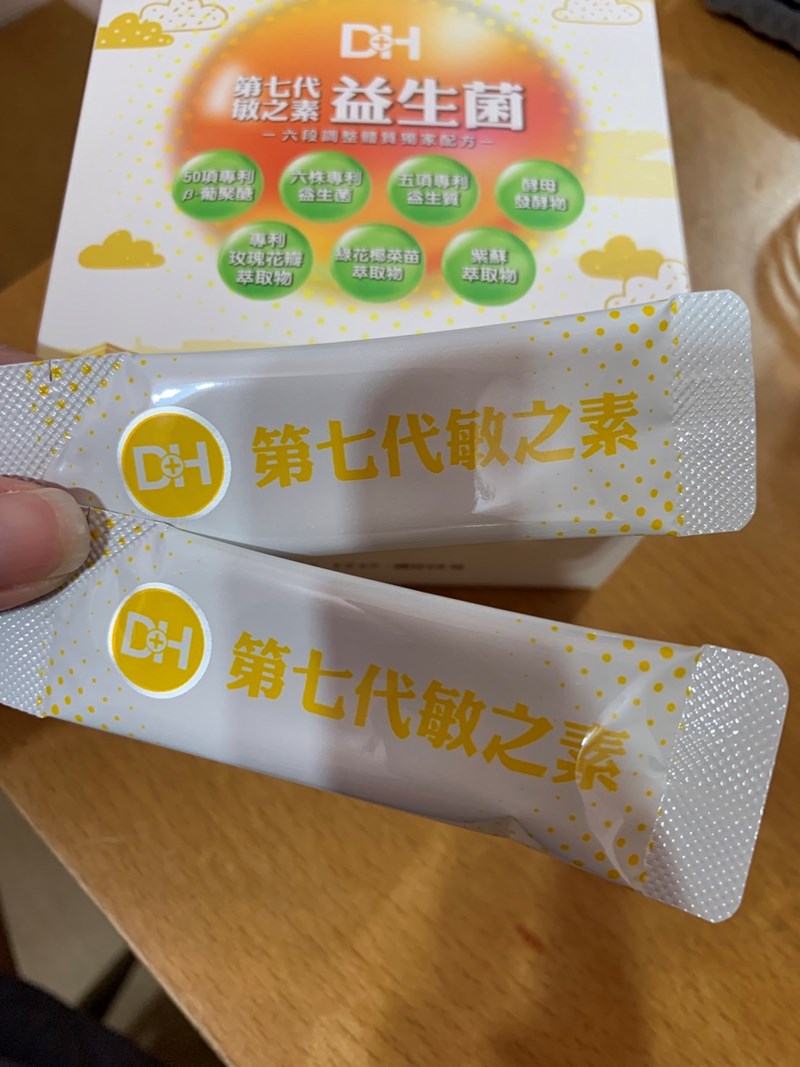 DH
第七代
敏之素 益生菌
─六段調整體質獨家配方─
50項專利
β-葡聚醣
六株專利
益生菌
五項專利
益生質
酵母
發酵物
專利
玫瑰花瓣
萃取物
綠花椰菜苗
萃取物
紫蘇
萃取物
DH 第七代敏之素
DH 第七代敏之素